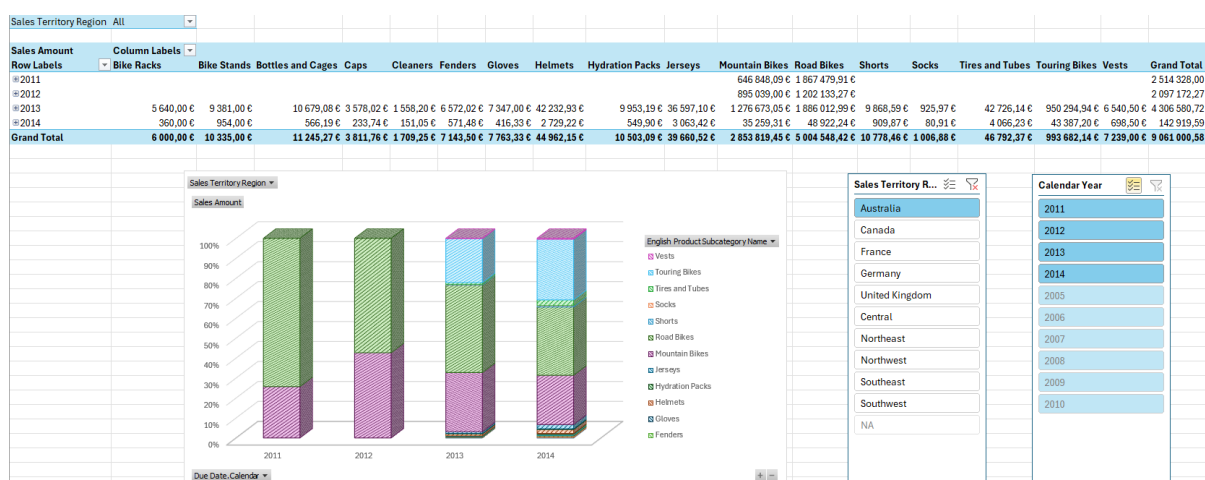 Sales Territory Region All
Sales Amount Column Labels
Row Labels Bike Racks Bike Stands Bottles and Cages Caps Cleaners Fenders Gloves Helmets Hydration Packs Jerseys Mountain Bikes Road Bikes Shorts Socks Tires and Tubes Touring Bikes Vests Grand Total
2011 646 848,09 € 1 867 479,91 € 2 514 328,00
2012 895 039,00 € 1 202 133,27 € 2 097 172,27
2013 5 640,00 € 9 381,00 € 10 679,08 € 3 578,02 € 1 558,20 € 6 572,02 € 7 347,00 € 42 232,93 € 9 953,19 € 36 597,10 € 1 276 673,05 € 1 886 012,99 € 9 868,59 € 925,97 € 42 726,14 € 950 294,94 € 6 540,50 € 4 306 580,72
2014 360,00 € 954,00 € 566,19 € 233,74 € 151,05 € 571,48 € 416,33 € 2 729,22 € 549,90 € 3 063,42 € 35 259,31 € 48 922,24 € 909,87 € 80,91 € 4 066,23 € 43 387,20 € 698,50 € 142 919,59
Grand Total 6 000,00 € 10 335,00 € 11 245,27 € 3 811,76 € 1 709,25 € 7 143,50 € 7 763,33 € 44 962,15 € 10 503,09 € 39 660,52 € 2 853 819,45 € 5 004 548,42 € 10 778,46 € 1 006,88 € 46 792,37 € 993 682,14 € 7 239,00 € 9 061 000,58
Sales Territory Region
Sales Amount
100%
90%
80%
70%
60%
50%
40%
30%
20%
10%
0%
2011 2012 2013 2014
Due Date.Calendar
English Product Subcategory Name
Vests
Touring Bikes
Tires and Tubes
Socks
Shorts
Road Bikes
Mountain Bikes
Jerseys
Hydration Packs
Helmets
Gloves
Fenders
Sales Territory R...
Australia
Canada
France
Germany
United Kingdom
Central
Northeast
Northwest
Southeast
Southwest
NA
Calendar Year
2011
2012
2013
2014
2005
2006
2007
2008
2009
2010